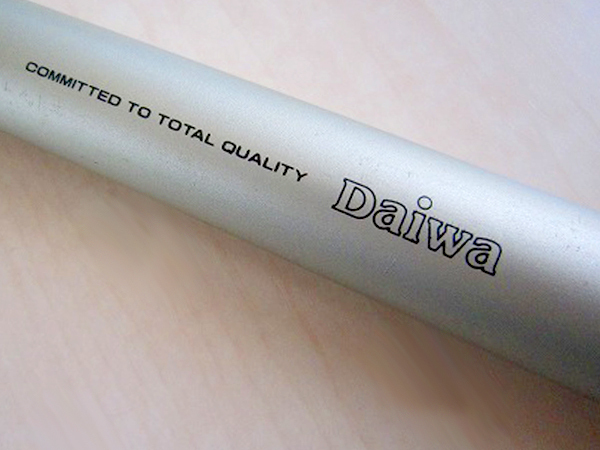 COMMITTED TO TOTAL QUALITY
Daiwa